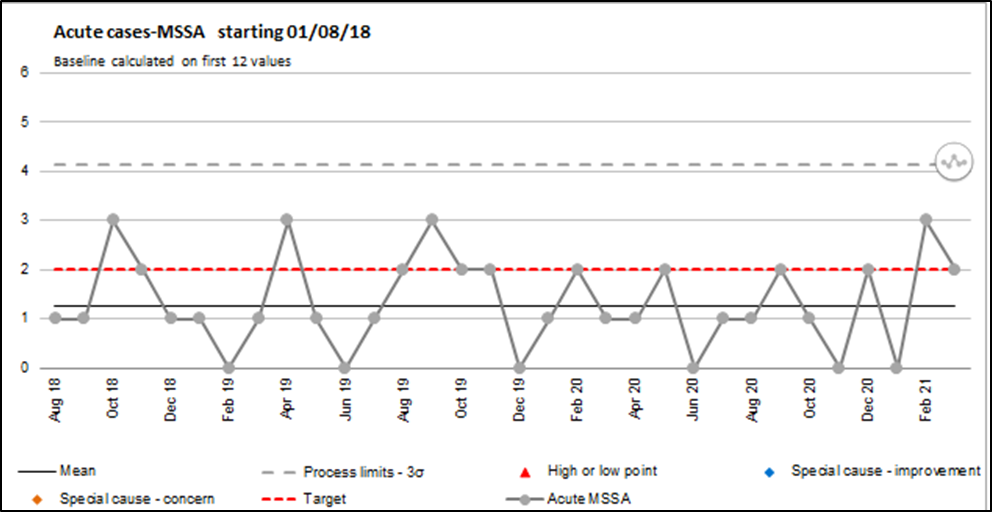 Acute cases-MSSA starting 01/08/18
Baseline calculated on first 12 values
6
5
4
3
2
1
0
Aug 18
Oct 18
Dec 18
Feb 19
Apr 19
Jun 19
Aug 19
Oct 19
Dec 19
Feb 20
Apr 20
Jun 20
Aug 20
Oct 20
Dec 20
Feb 21
Mean
Process limits - 3σ
High or low point
Special cause - improvement
Special cause - concern
Target
Acute MSSA